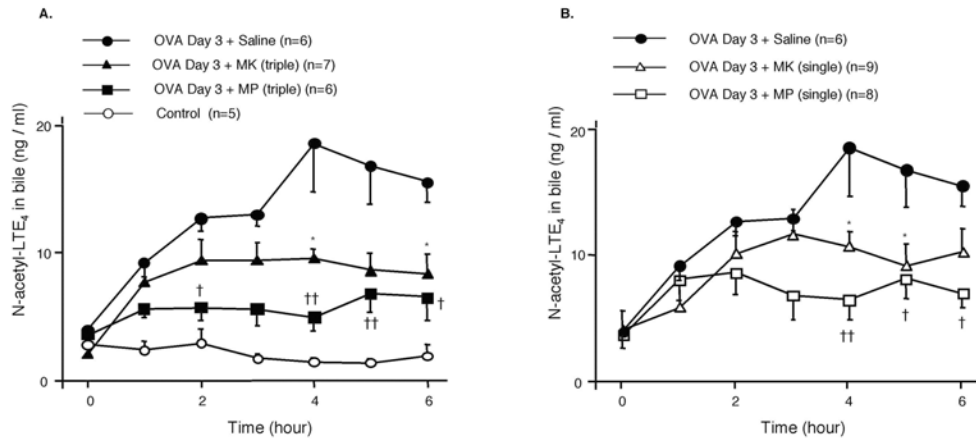 A.
OVA Day 3 + Saline (n=6)
OVA Day 3 + MK (triple) (n=7)
OVA Day 3 + MP (triple) (n=6)
Control (n=5)
N-acetyl-LTE4 in bile (ng / ml)
20
10
0
*
*
†
††
††
†
0
2
4
6
Time (hour)
B.
OVA Day 3 + Saline (n=6)
OVA Day 3 + MK (single) (n=9)
OVA Day 3 + MP (single) (n=8)
N-acetyl-LTE4 in bile (ng / ml)
20
10
0
*
*
††
†
†
0
2
4
6
Time (hour)